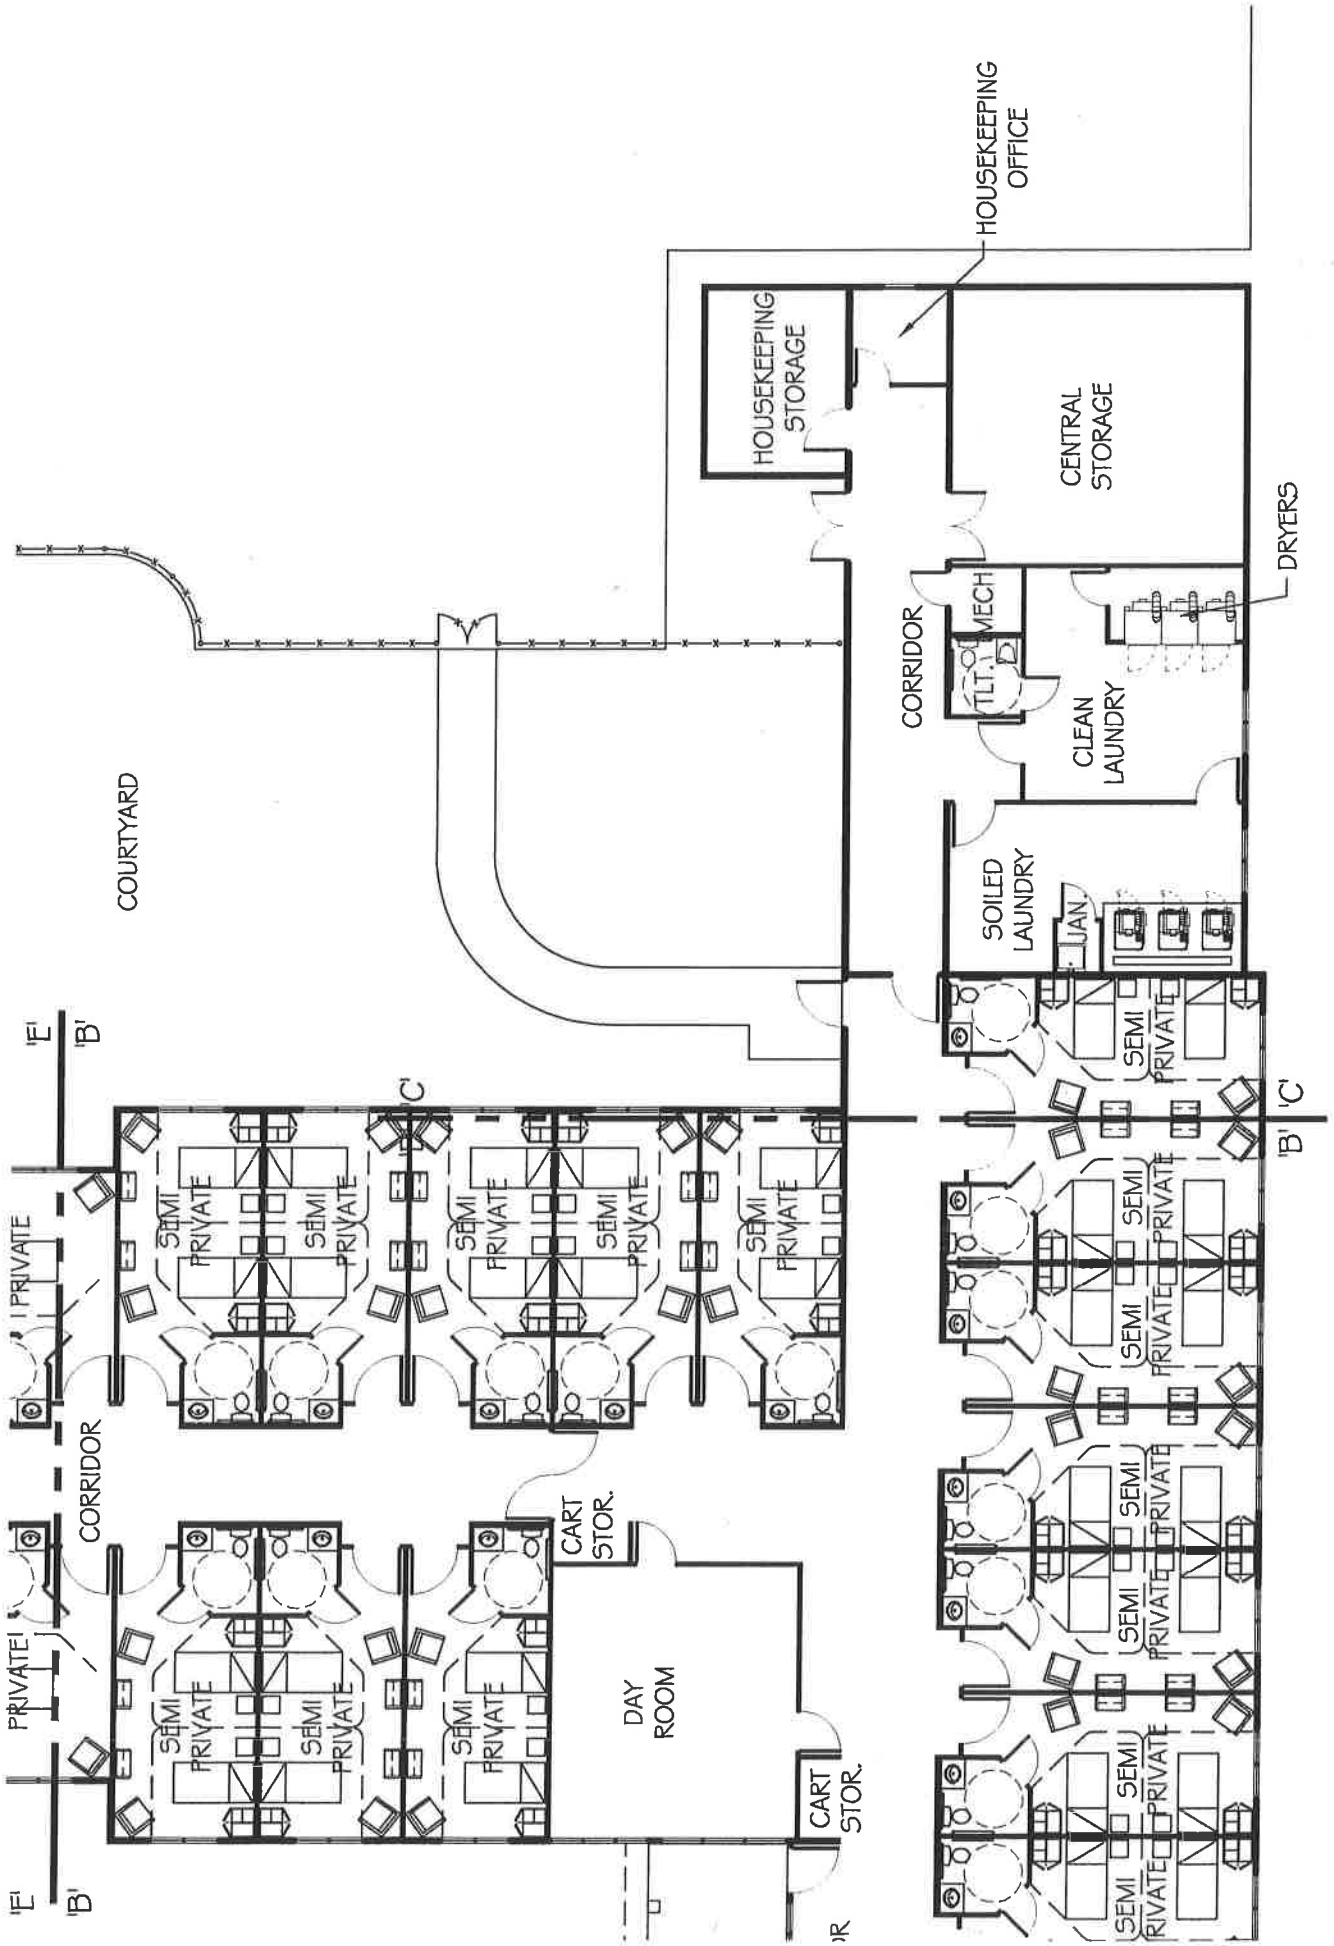 'E'
PRIVATE
PRIVATE
'E'
'B'
CORRIDOR
'B'
COURTYARD
SEMI
PRIVATE
SEMI
PRIVATE
SEMI
PRIVATE
SEMI
PRIVATE
'C'
SEMI
PRIVATE
SEMI
PRIVATE
CART
STOR.
SEMI
PRIVATE
DAY
ROOM
SEMI
PRIVATE
HOUSEKEEPING
STORAGE
CART
STOR.
CORRIDOR
HOUSEKEEPING
OFFICE
TLT.
MECH
SOILED
LAUNDRY
CLEAN
LAUNDRY
CENTRAL
STORAGE
JAN.
SEMI
RIVATE
SEMI
PRIVATE
SEMI
PRIVATE
SEMI
PRIVATE
SEMI
PRIVATE
SEMI
PRIVATE
SEMI
PRIVATE
DRYERS
'B'
'C'